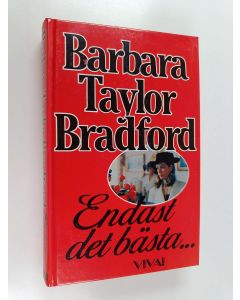 Barbara
Taylor
Bradford
Endast
det bästa...
VIVA!